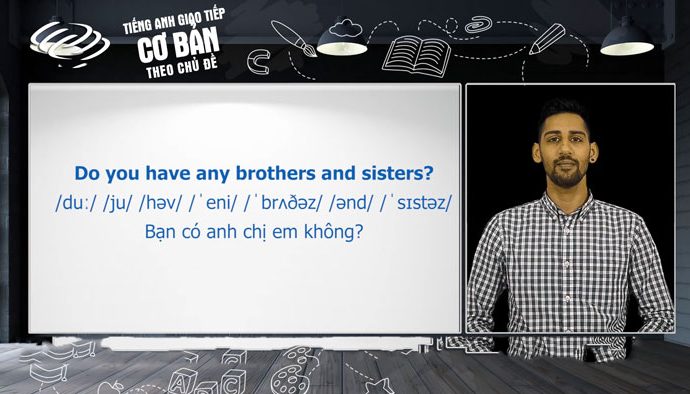 TIẾNG ANH GIAO TIẾP
CƠ BẢN
THEO CHỦ ĐỀ
Do you have any brothers and sisters?
/duː/ /ju/ /həv/ /ˈeni/ /ˈbrʌðəz/ /ənd/ /ˈsɪstəz/
Bạn có anh chị em không?